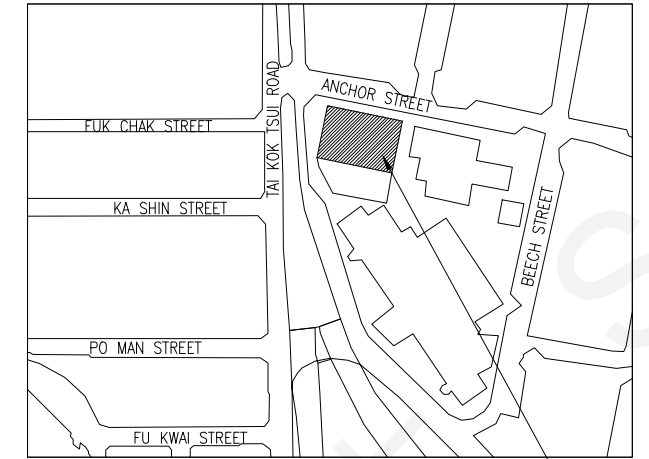 ANCHOR STREET
TAI KOK TSUI ROAD
FUK CHAK STREET
KA SHIN STREET
BEECH STREET
PO MAN STREET
FU KWAI STREET